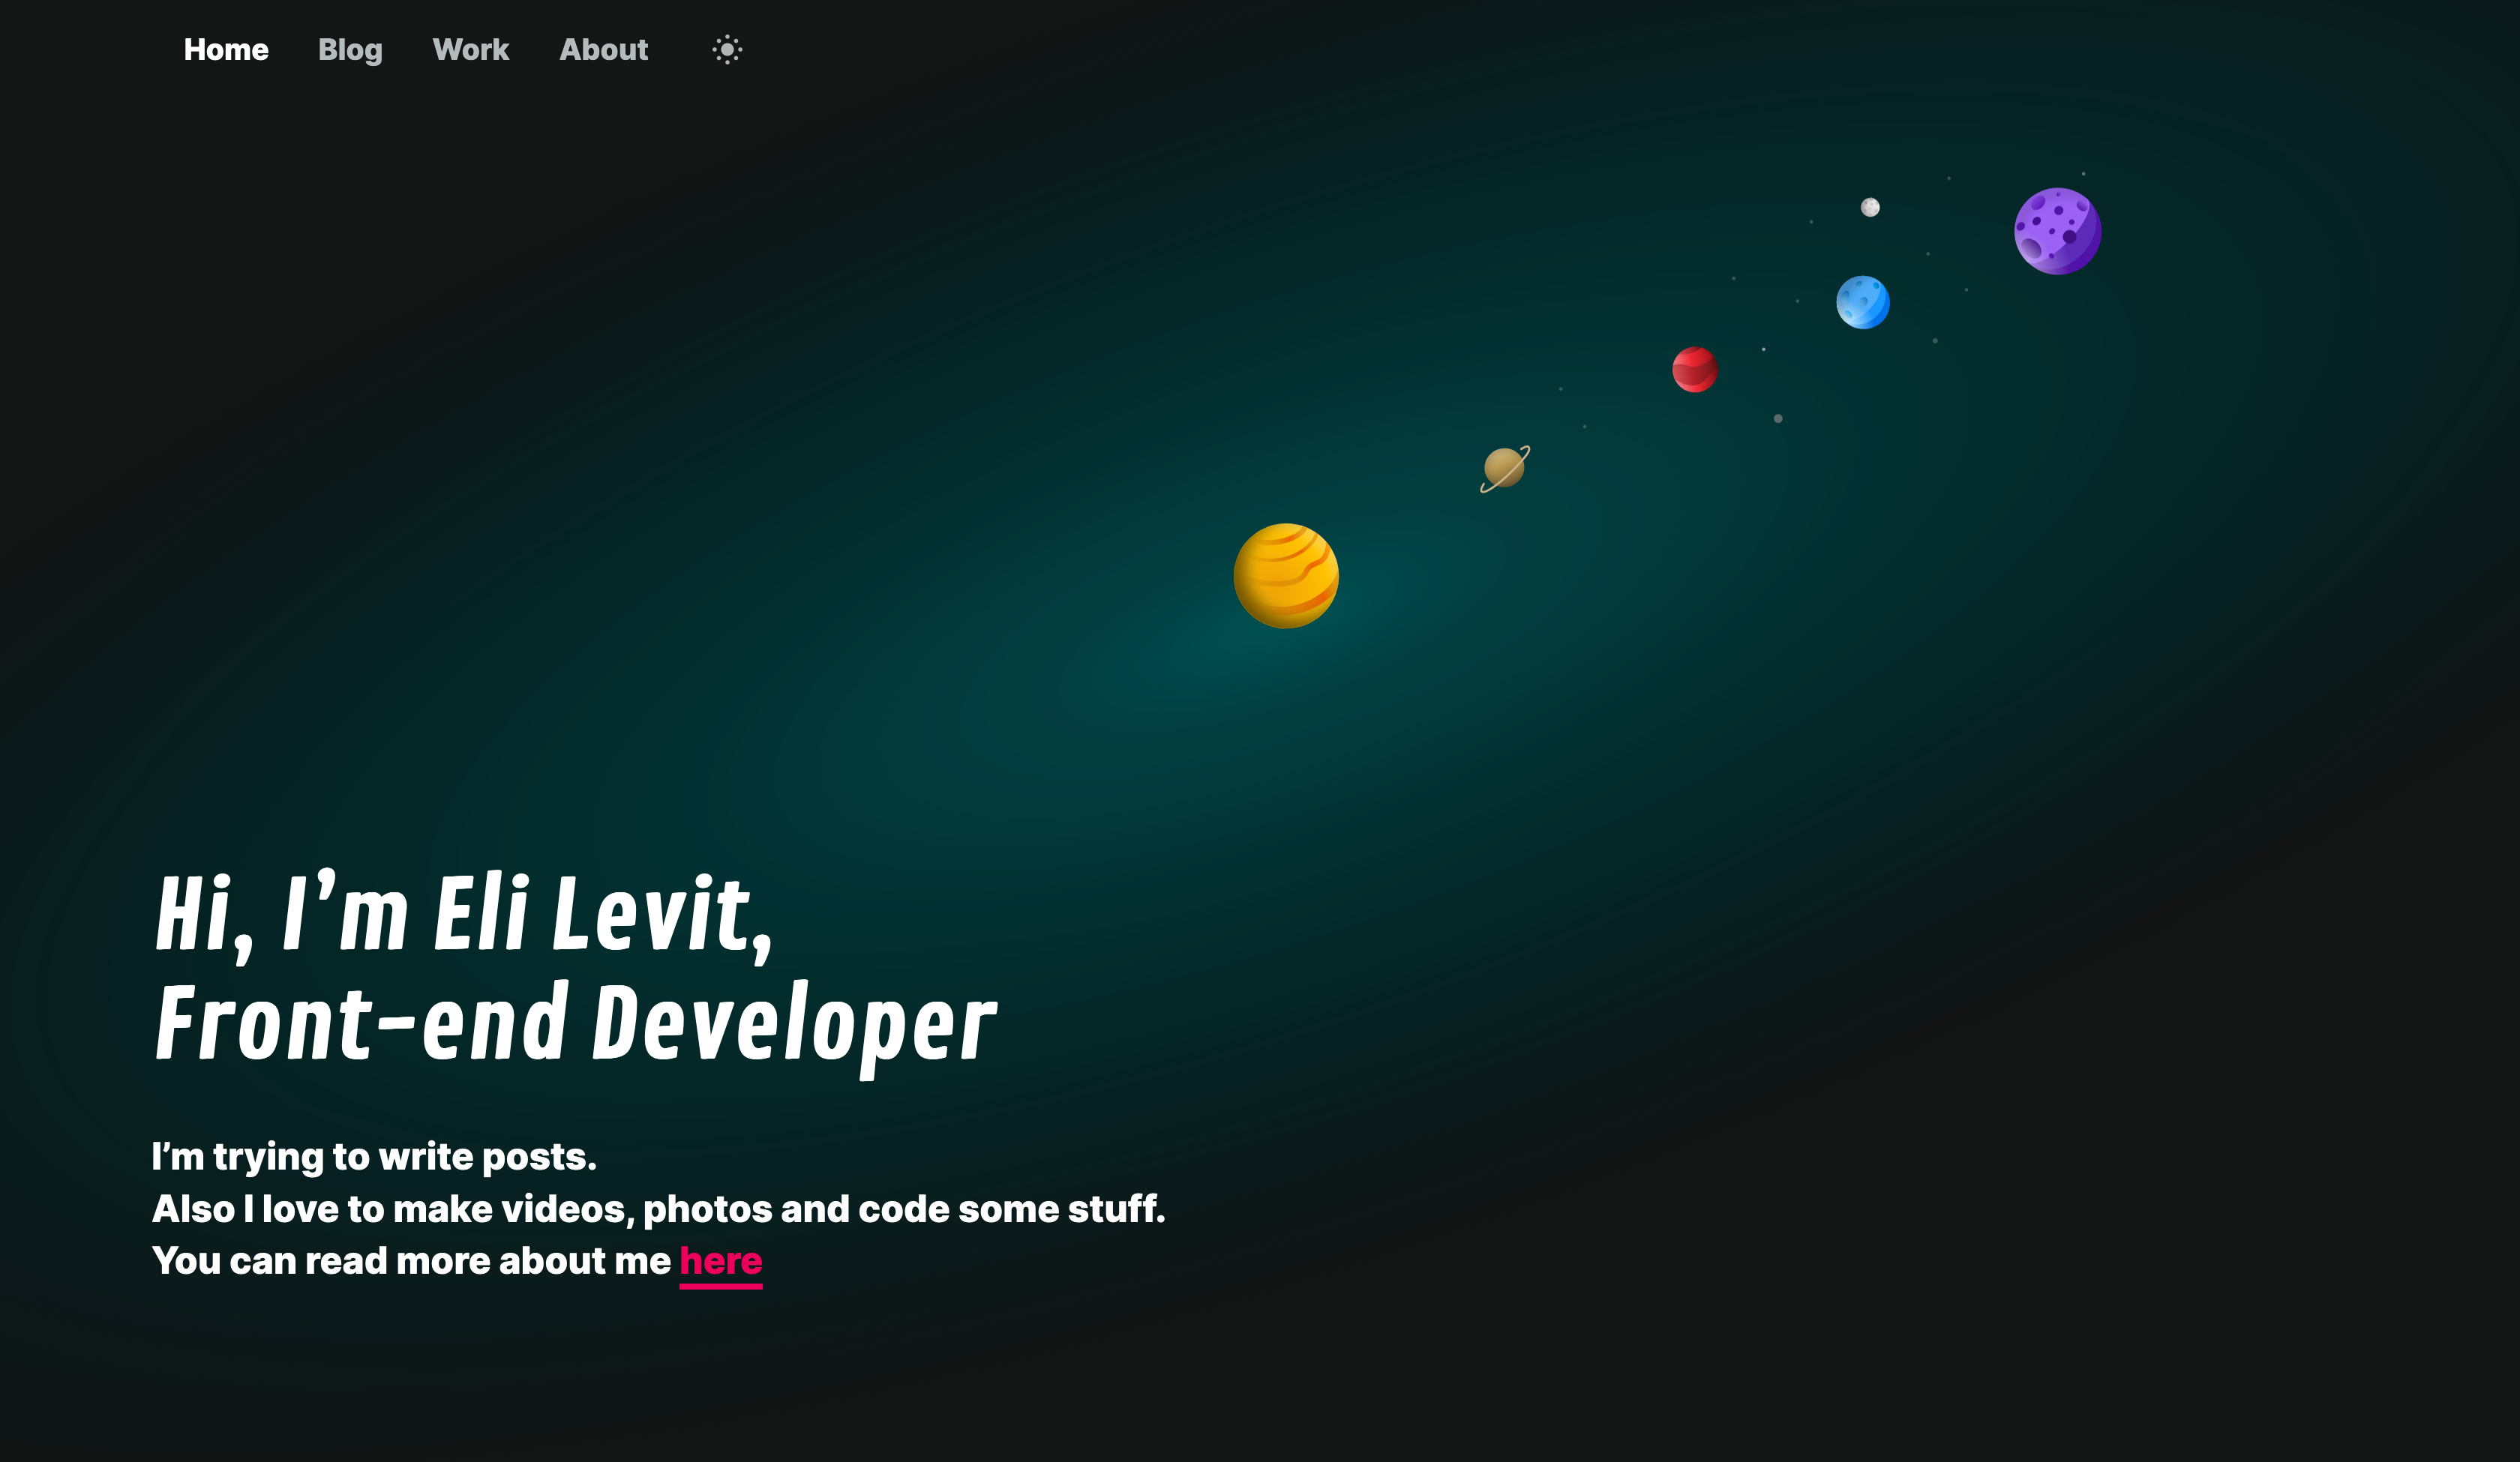 Home Blog Work About
Hi, I’m Eli Levit,
Front-end Developer
I’m trying to write posts.
Also I love to make videos, photos and code some stuff.
You can read more about me here